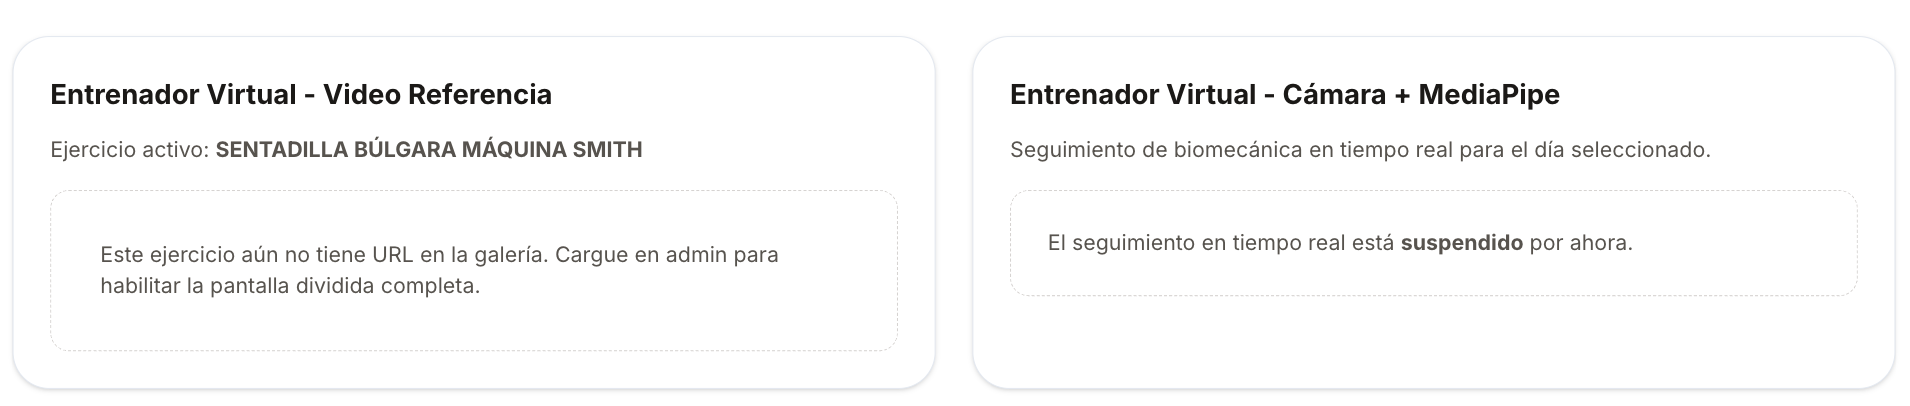 Entrenador Virtual - Video Referencia
Ejercicio activo: SENTADILLA BÚLGARA MÁQUINA SMITH
Este ejercicio aún no tiene URL en la galería. Cargue en admin para
habilitar la pantalla dividida completa.
Entrenador Virtual - Cámara + MediaPipe
Seguimiento de biomecánica en tiempo real para el día seleccionado.
El seguimiento en tiempo real está suspendido por ahora.